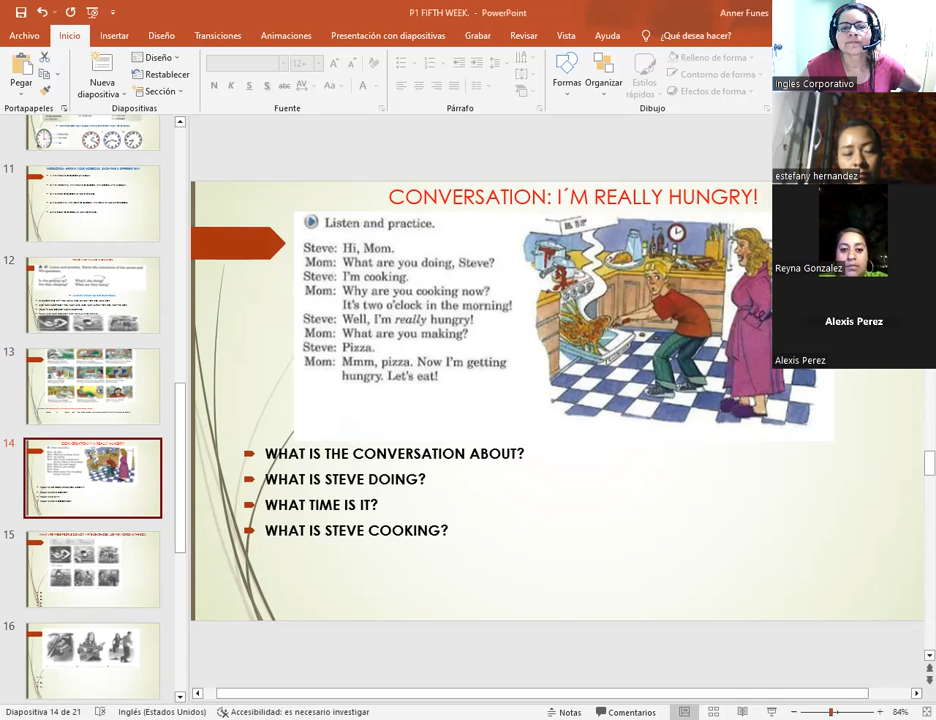 P1 FIFTH WEEK. - PowerPoint
Anner Funes
Archivo Inicio Insertar Diseño Transiciones Animaciones Presentación con diapositivas Grabar Revisar Vista Ayuda ¿Qué desea hacer?
Pegar
Nueva diapositiva
Diseño
Restablecer
Sección
12
N K S S abc AV Aa A
Formas Organizar Estilos rápidos
Relleno de forma
Contorno de forma
Efectos de forma
Portapapeles Diapositivas Fuente Párrafo Dibujo
Ingles Corporativo
estefany hernandez
Reyna Gonzalez
Alexis Perez
Alexis Perez
11
12
13
14
15
16
CONVERSATION: I´M REALLY HUNGRY!
Listen and practice.
Steve: Hi, Mom.
Mom: What are you doing, Steve?
Steve: I'm cooking.
Mom: Why are you cooking now?
It's two o'clock in the morning!
Steve: Well, I'm really hungry!
Mom: What are you making?
Steve: Pizza.
Mom: Mmm, pizza. Now I'm getting
hungry. Let's eat!
WHAT IS THE CONVERSATION ABOUT?
WHAT IS STEVE DOING?
WHAT TIME IS IT?
WHAT IS STEVE COOKING?
Diapositiva 14 de 21 Inglés (Estados Unidos) Accesibilidad: es necesario investigar Notas Comentarios 84%